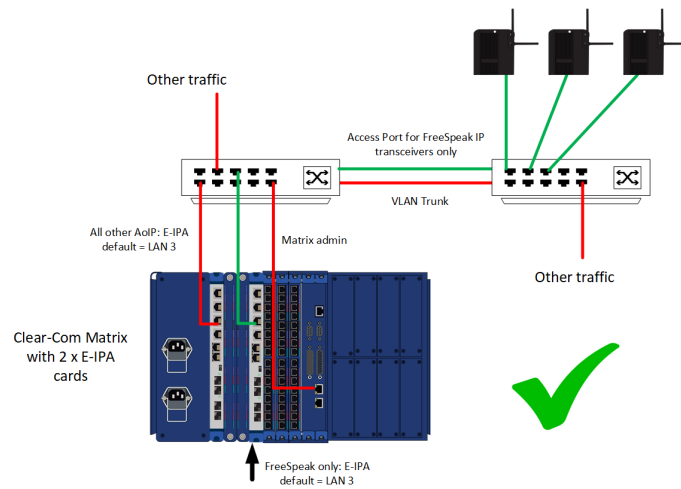 Other traffic
Access Port for FreeSpeak IP
transceivers only
VLAN Trunk
All other AoIP: E-IPA
default = LAN 3
Matrix admin
Other traffic
Clear-Com Matrix
with 2 x E-IPA
cards
FreeSpeak only: E-IPA
default = LAN 3